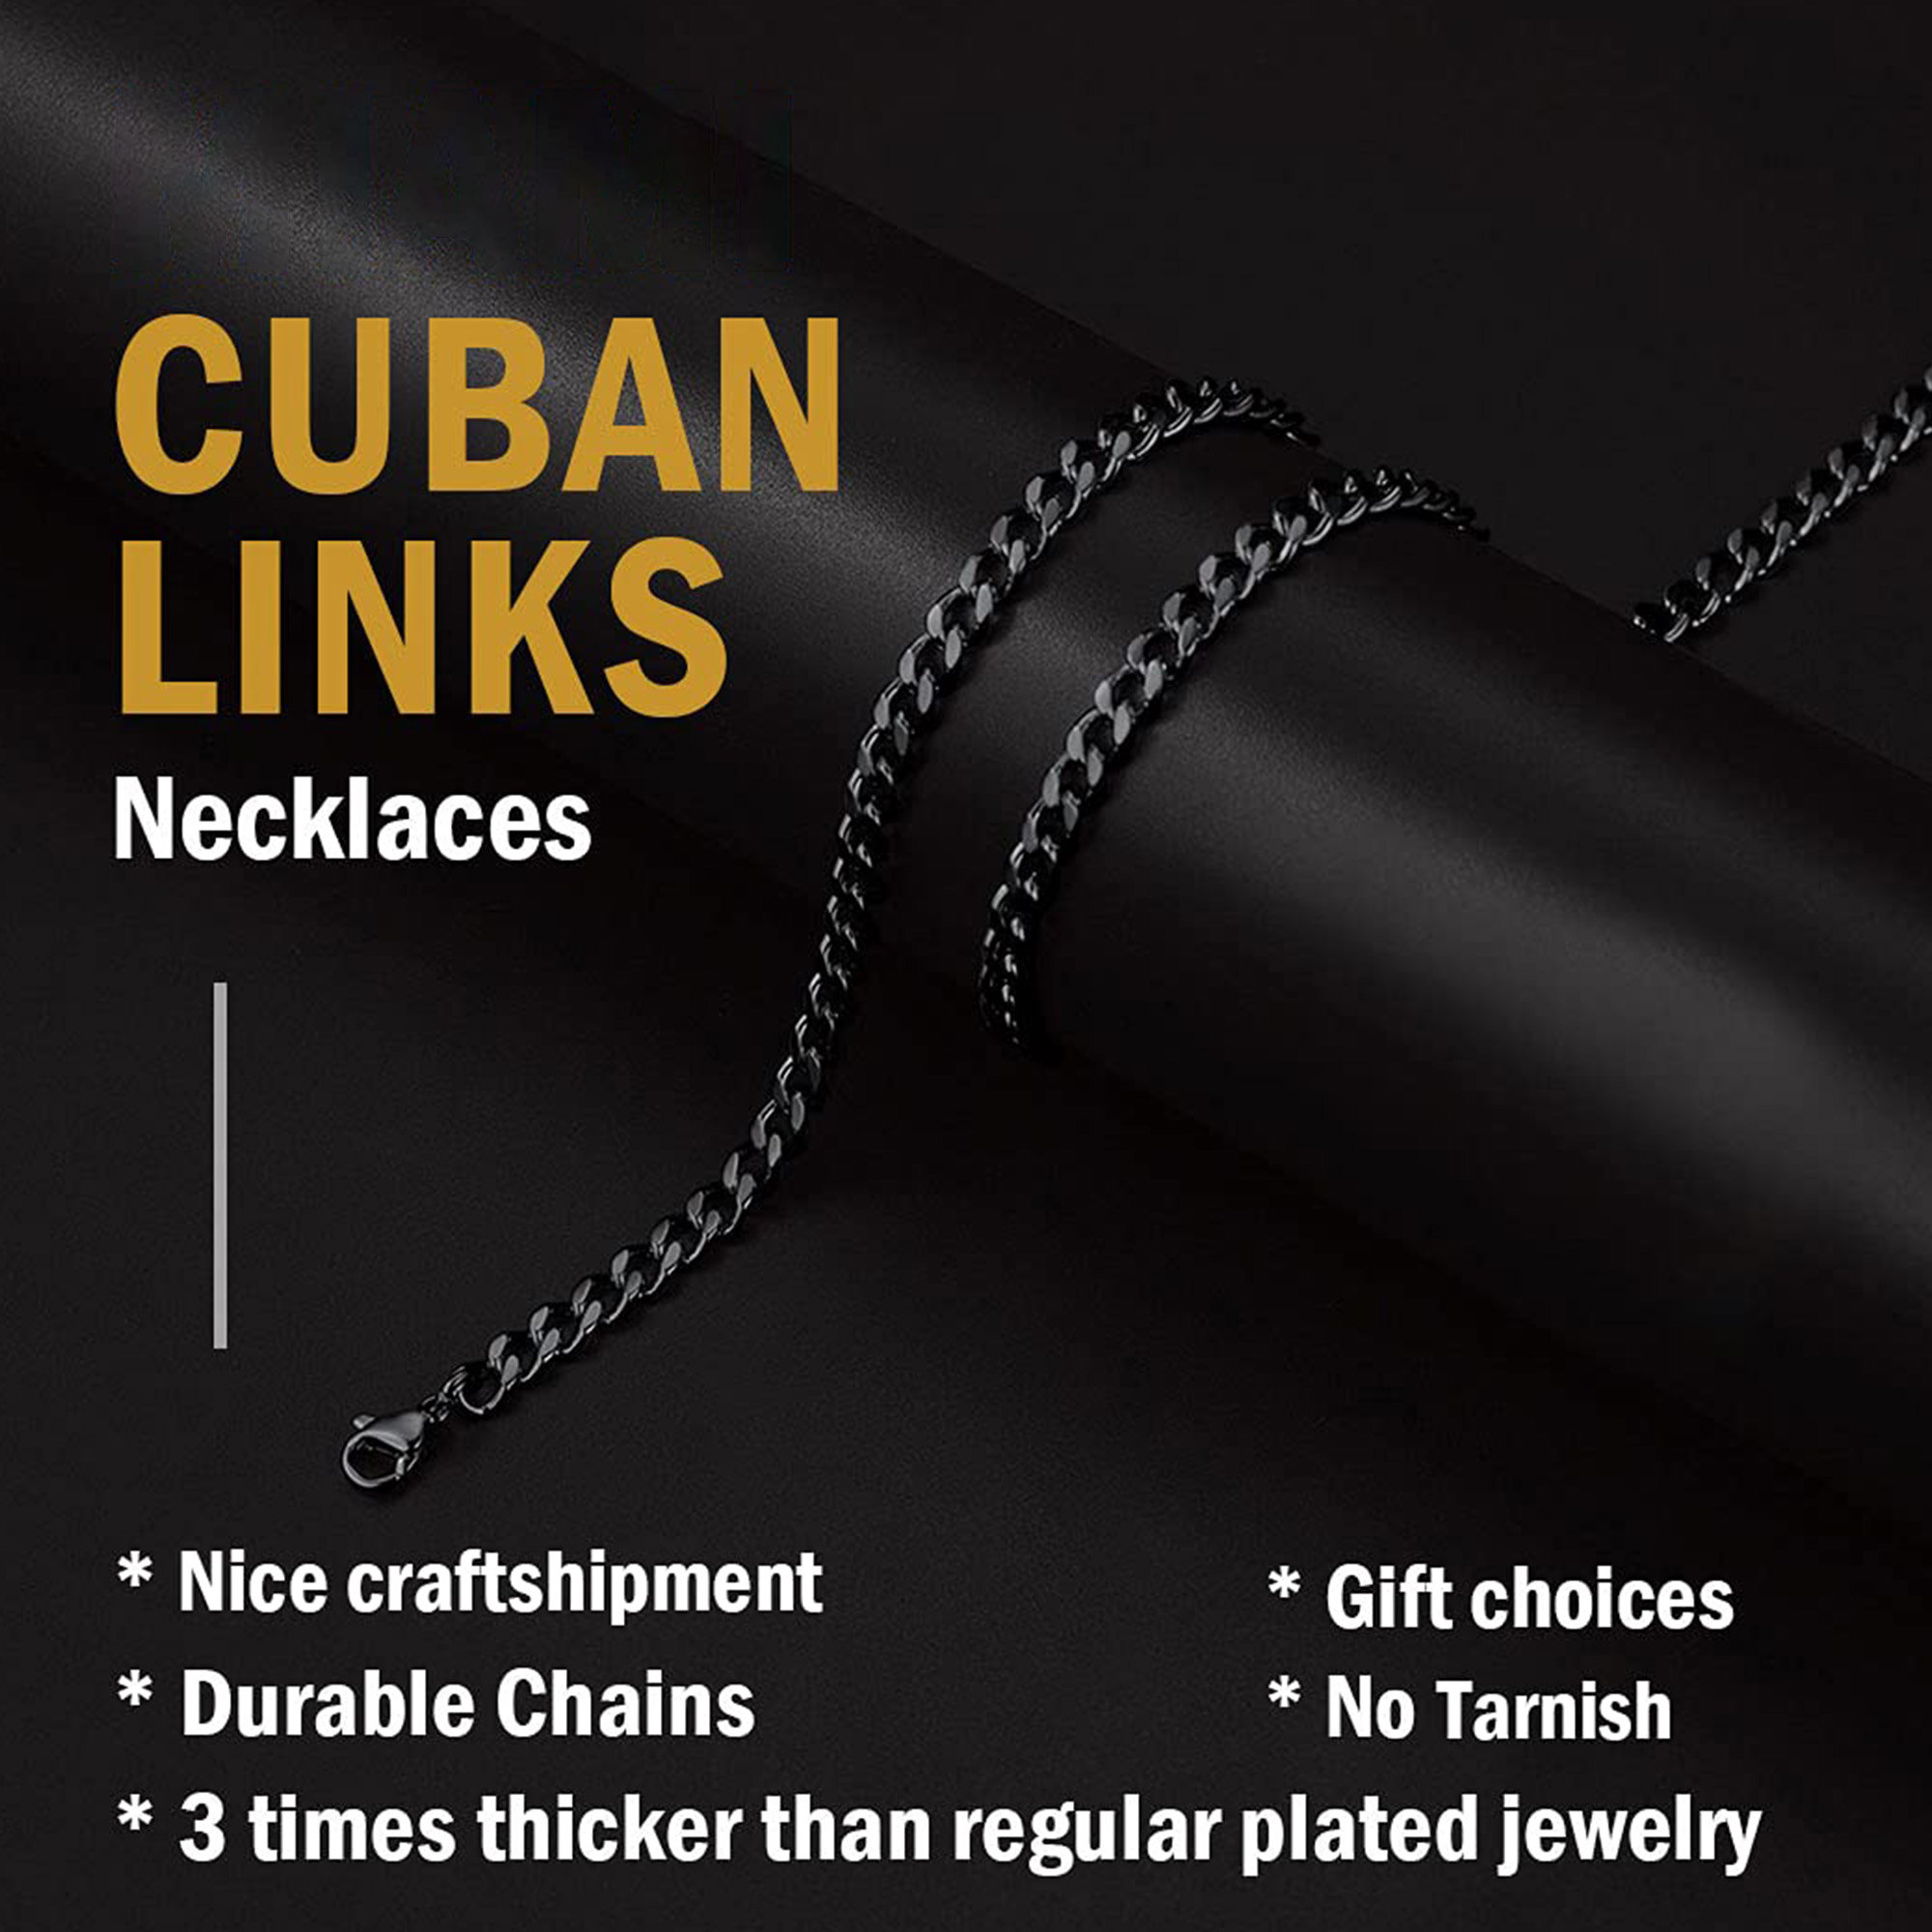 CUBAN
LINKS
Necklaces
* Nice craftshipment
* Gift choices
* Durable Chains
* No Tarnish
* 3 times thicker than regular plated jewelry